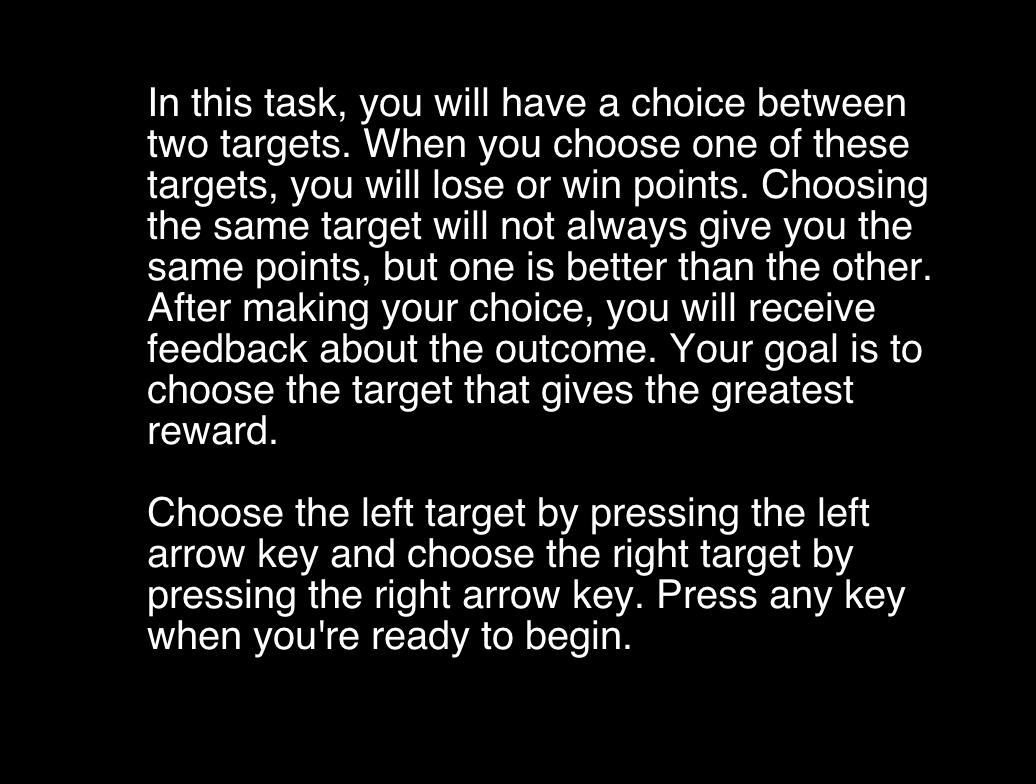 In this task, you will have a choice between
two targets. When you choose one of these
targets, you will lose or win points. Choosing
the same target will not always give you the
same points, but one is better than the other.
After making your choice, you will receive
feedback about the outcome. Your goal is to
choose the target that gives the greatest
reward.
Choose the left target by pressing the left
arrow key and choose the right target by
pressing the right arrow key. Press any key
when you're ready to begin.